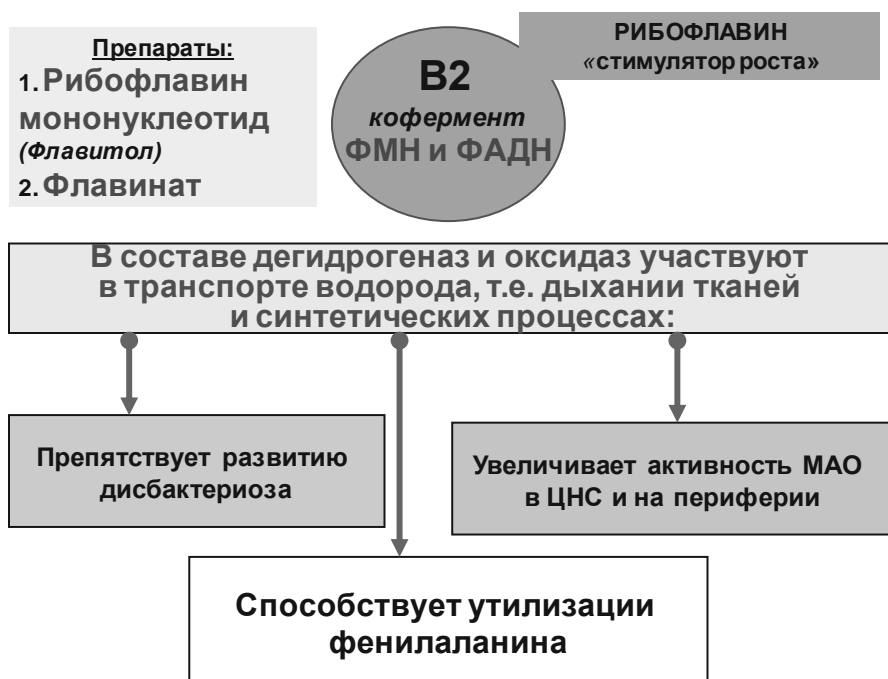 Препараты:
1. Рибофлавин
мононуклеотид
(Флавитол)
2. Флавинат
В2
кофермент
ФМН и ФАДН
РИБОФЛАВИН
«стимулятор роста»
В составе дегидрогеназ и оксидаз участвуют
в транспорте водорода, т.е. дыхании тканей
и синтетических процессах:
Препятствует развитию
дисбактериоза
Увеличивает активность МАО
в ЦНС и на периферии
Способствует утилизации
фенилаланина